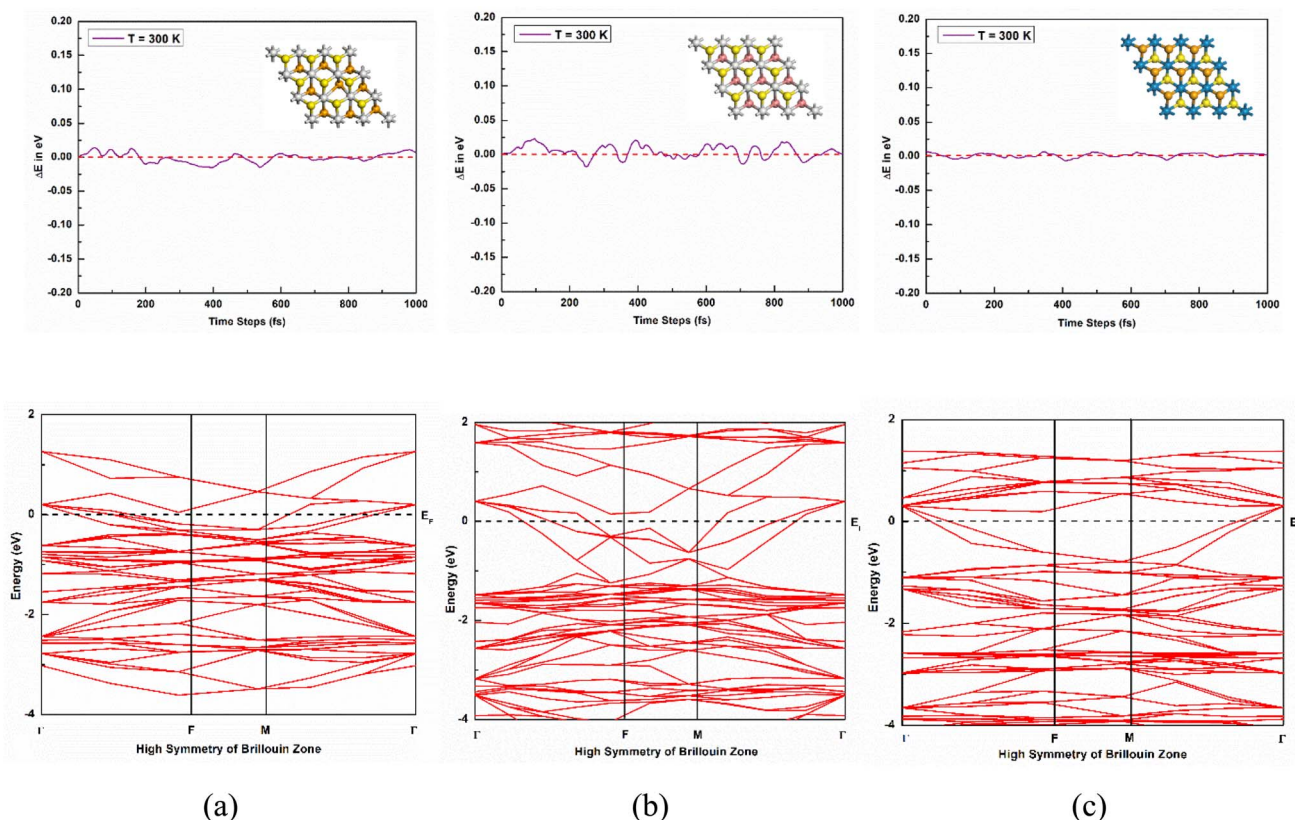 T = 300 K
T = 300 K
T = 300 K
0.20
0.15
0.10
0.05
0.00
-0.05
-0.10
-0.15
-0.20
ΔE in eV
0 200 400 600 800 1000
Time Steps (fs)
0.20
0.15
0.10
0.05
0.00
-0.05
-0.10
-0.15
-0.20
ΔE in eV
0 200 400 600 800 1000
Time Steps (fs)
0.20
0.15
0.10
0.05
0.00
-0.05
-0.10
-0.15
-0.20
ΔE in eV
0 200 400 600 800 1000
Time Steps (fs)
2
0
-2
-4
Energy (eV)
E_F
Γ F M Γ
High Symmetry of Brillouin Zone
2
0
-2
-4
Energy (eV)
Γ F M Γ
High Symmetry of Brillouin Zone
2
0
-2
-4
Energy (eV)
E
Γ F M Γ
High Symmetry of Brillouin Zone
(a) (b) (c)